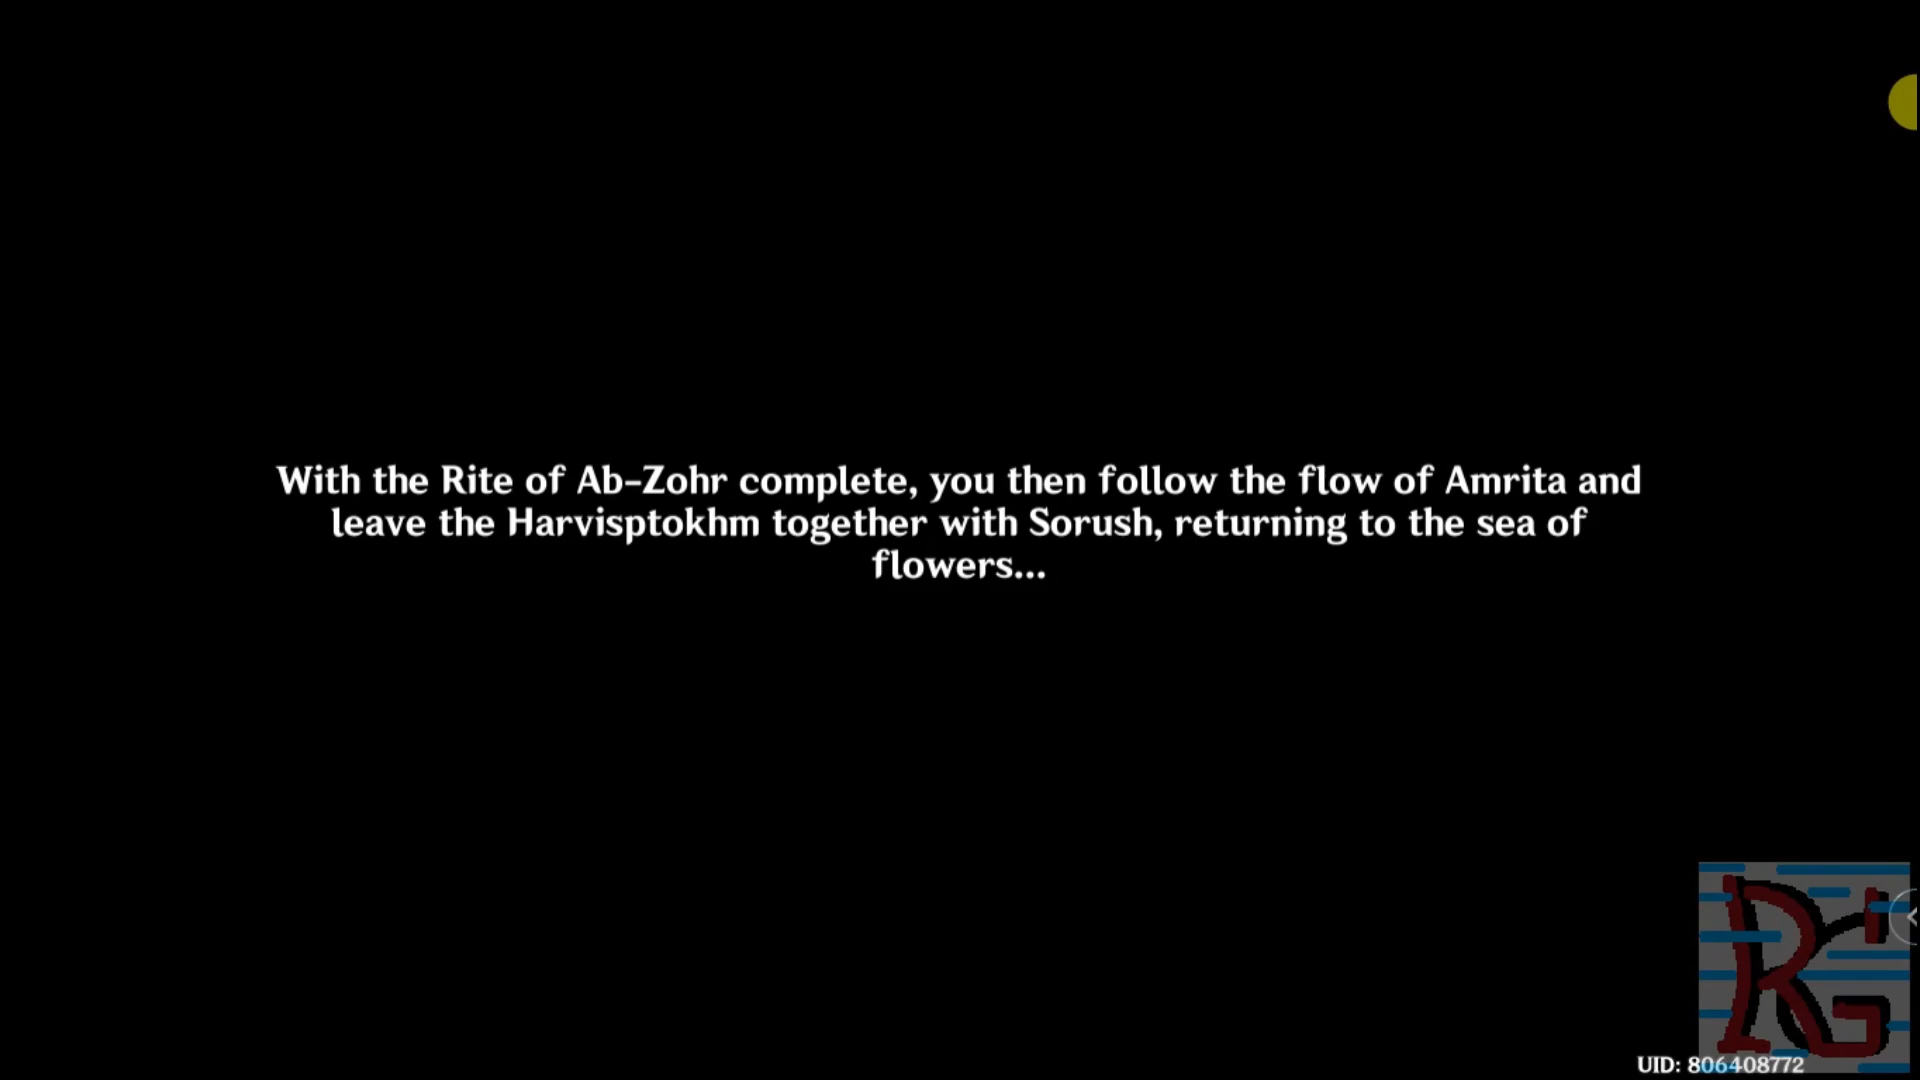 With the Rite of Ab-Zohr complete, you then follow the flow of Amrita and
leave the Harvisptokhm together with Sorush, returning to the sea of
flowers...
RG
UID: 806408772